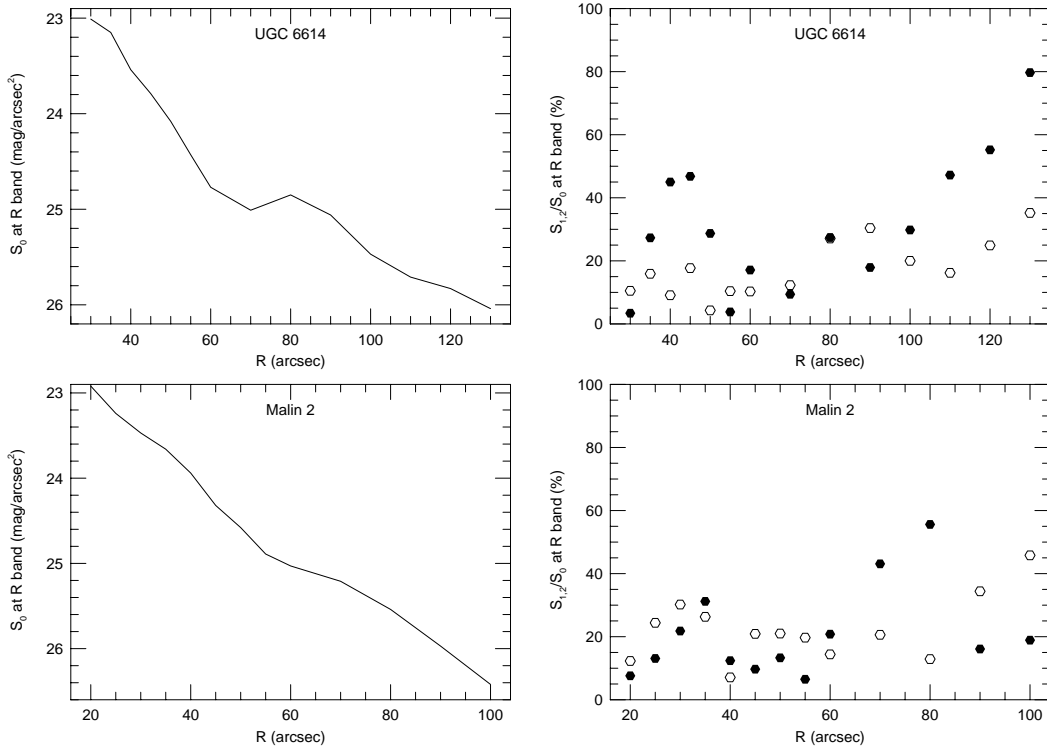 UGC 6614
S0 at R band (mag/arcsec2)
23
24
25
26
40 60 80 100 120
R (arcsec)
UGC 6614
S1,2/S0 at R band (%)
100
80
60
40
20
0
40 60 80 100 120
R (arcsec)
Malin 2
S0 at R band (mag/arcsec2)
23
24
25
26
20 40 60 80 100
R (arcsec)
Malin 2
S1,2/S0 at R band (%)
100
80
60
40
20
0
20 40 60 80 100
R (arcsec)